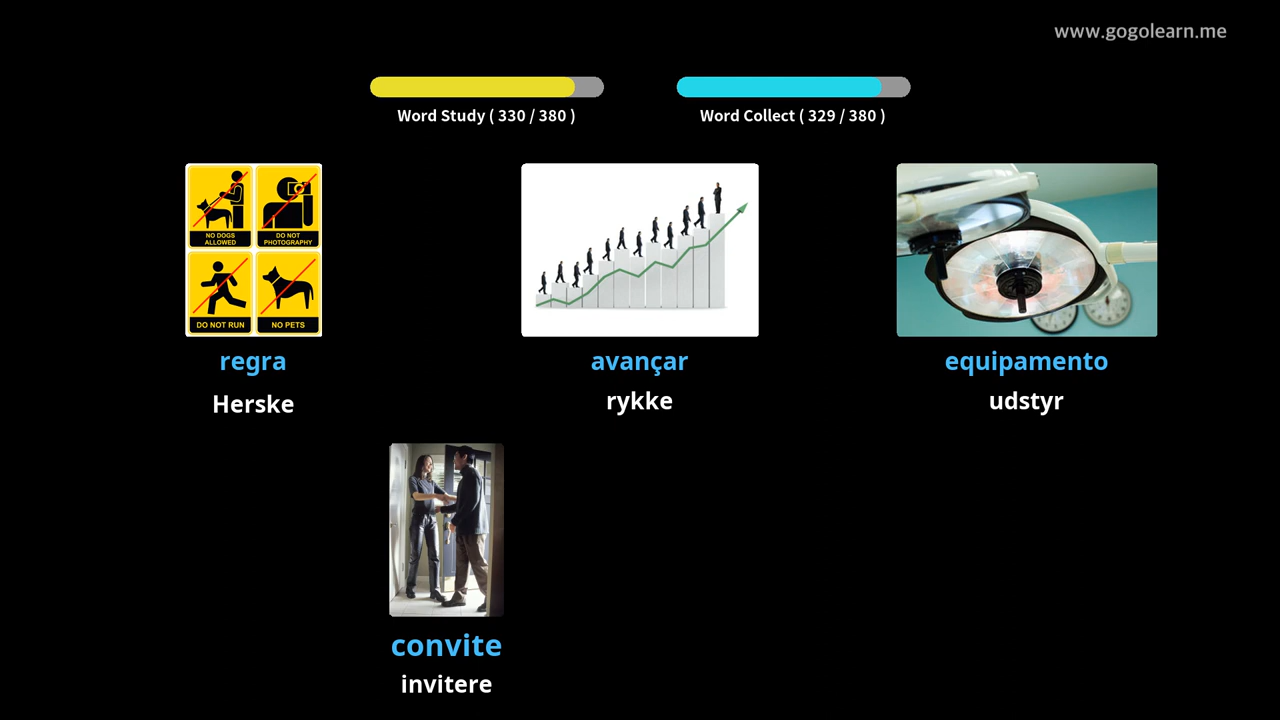 www.gogolearn.me
Word Study ( 330 / 380 )
Word Collect ( 329 / 380 )
NO DOGS
ALLOWED
DO NOT
PHOTOGRAPHY
DO NOT RUN
NO PETS
regra
avançar
equipamento
Herske
rykke
udstyr
convite
invitere